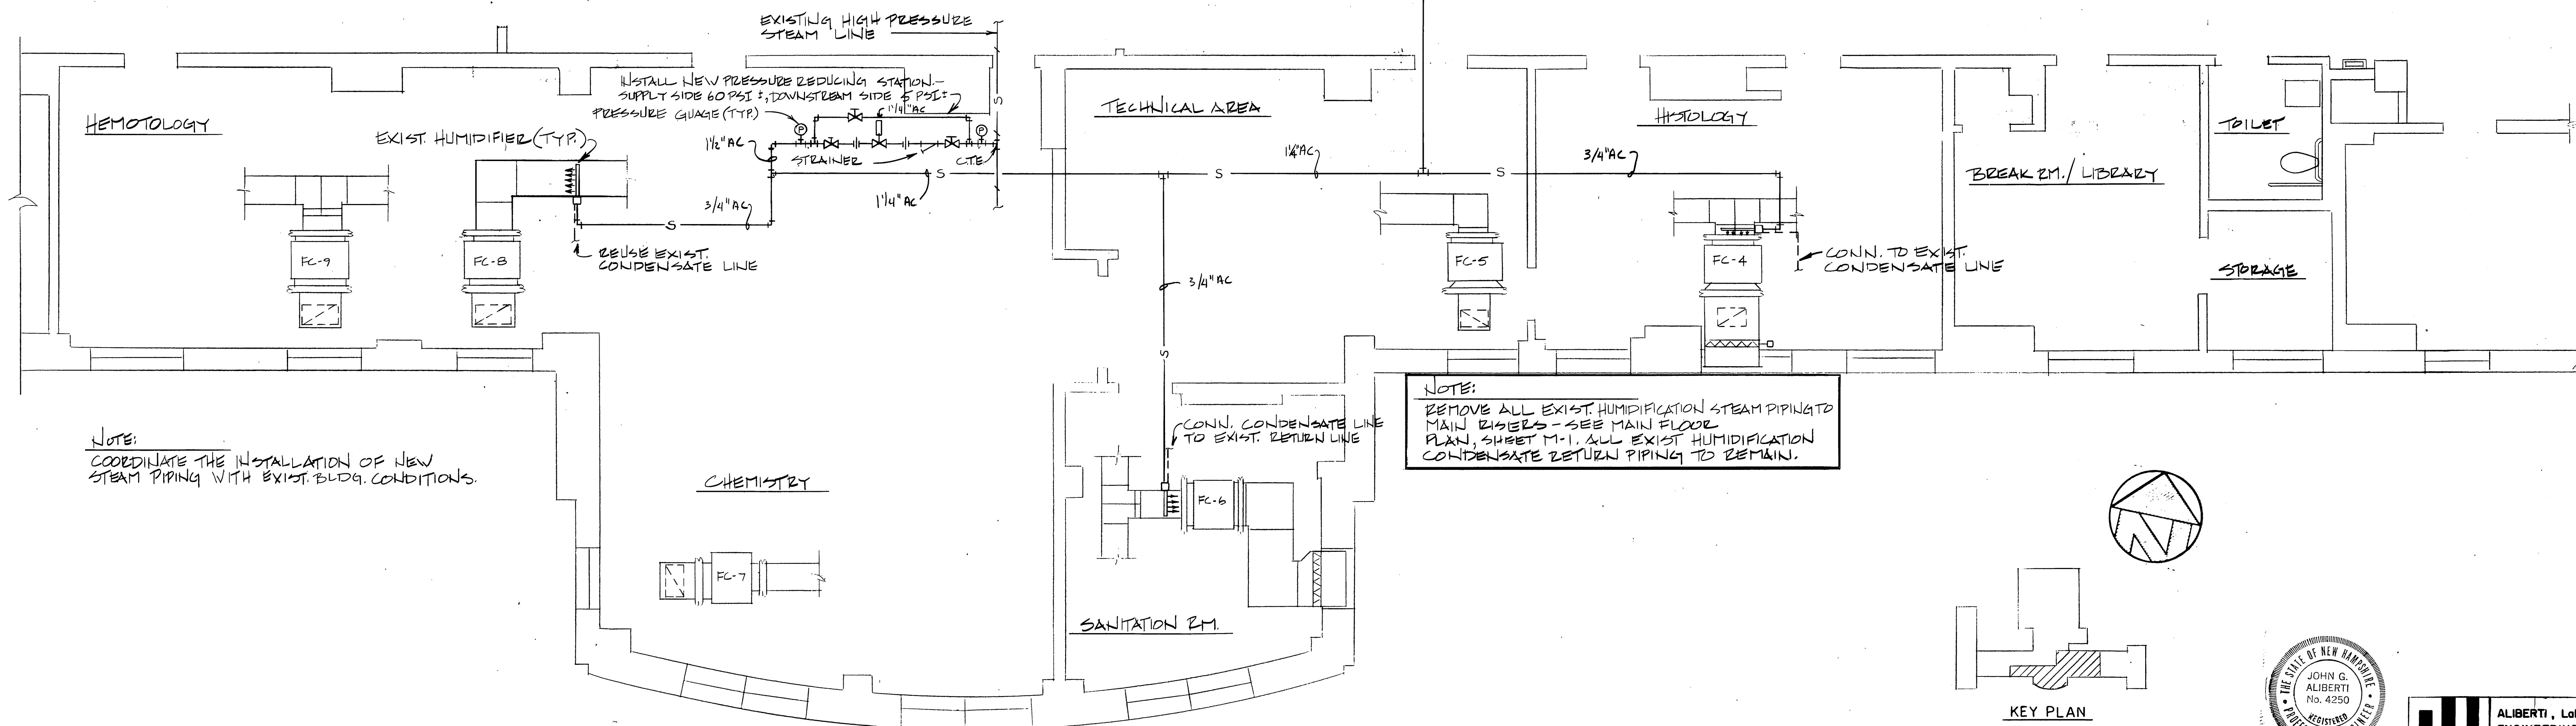 EXISTING HIGH PRESSURE
STEAM LINE
INSTALL NEW PRESSURE REDUCING STATION-
SUPPLY SIDE 60 PSI ±, DOWNSTREAM SIDE 5 PSI ±
PRESSURE GUAGE (TYP.)
1 1/4" AC
P
P
S
HEMOTOLOGY
EXIST. HUMIDIFIER (TYP.)
1 1/2" AC
STRAINER
C.T.E.
TECHNICAL AREA
HISTOLOGY
TOILET
BREAK RM./ LIBRARY
STORAGE
S
1 1/4" AC
S
1 1/4" AC
S
3/4" AC
3/4" AC
S
FC-9
FC-8
REUSE EXIST.
CONDENSATE LINE
FC-5
FC-4
CONN. TO EXIST.
CONDENSATE LINE
3/4" AC
S
NOTE:
COORDINATE THE INSTALLATION OF NEW
STEAM PIPING WITH EXIST. BLDG. CONDITIONS.
CONN. CONDENSATE LINE
TO EXIST. RETURN LINE
NOTE:
REMOVE ALL EXIST. HUMIDIFICATION STEAM PIPING TO
MAIN RISERS - SEE MAIN FLOOR
PLAN, SHEET M-1. ALL EXIST HUMIDIFICATION
CONDENSATE RETURN PIPING TO REMAIN.
CHEMISTRY
FC-6
FC-7
SANITATION RM.
N
KEY PLAN
THE STATE OF NEW HAMPSHIRE
JOHN G.
ALIBERTI
No. 4250
REGISTERED
ALIBERTI,